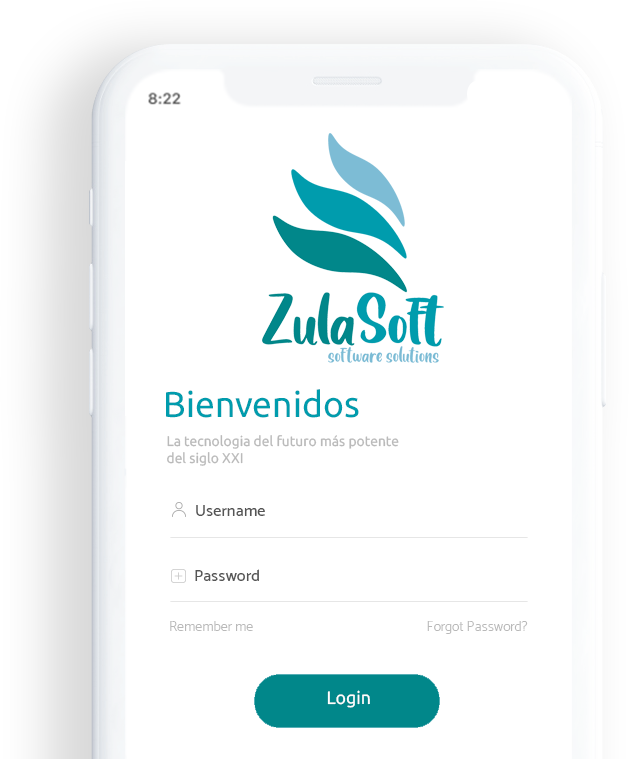 8:22
ZulaSoft
software solutions
Bienvenidos
La tecnologia del futuro más potente
del siglo XXI
Username
Password
Remember me
Forgot Password?
Login